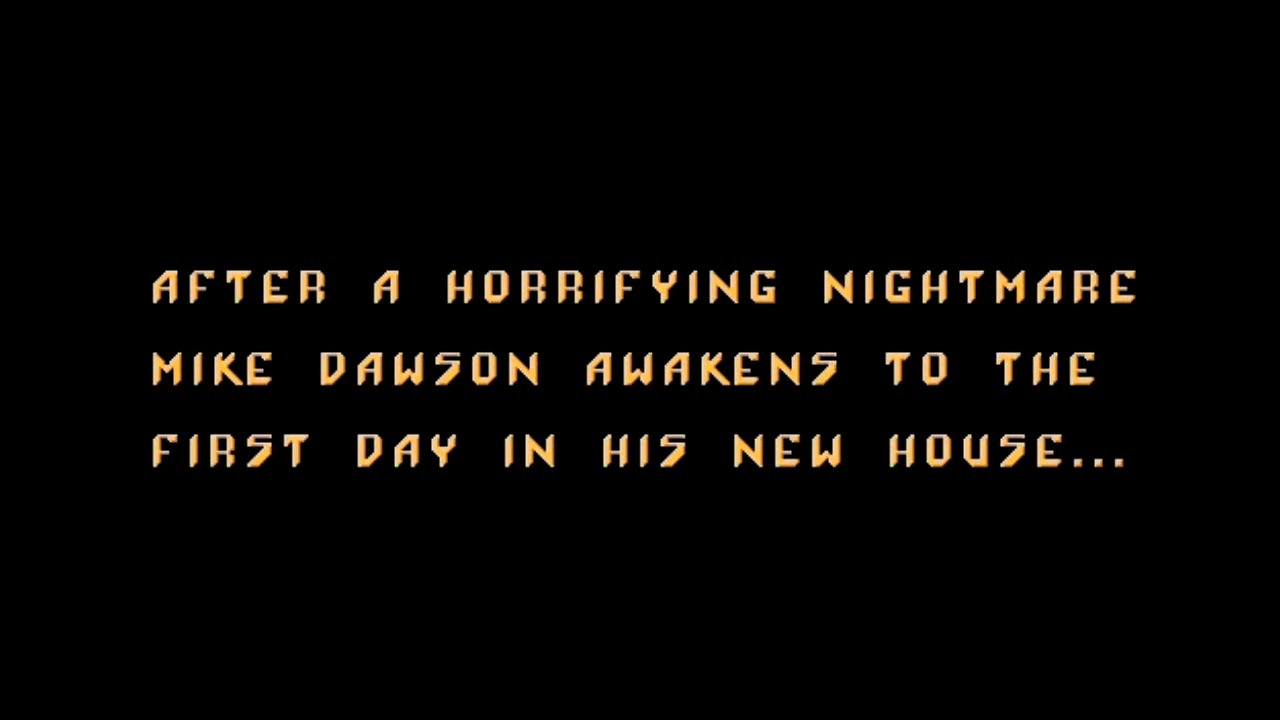 AFTER A HORRIFYING NIGHTMARE
MIKE DAWSON AWAKENS TO THE
FIRST DAY IN HIS NEW HOUSE...